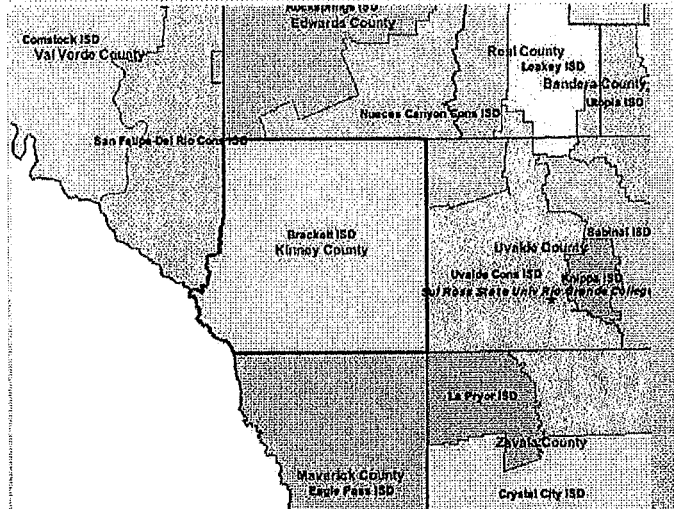 Rocksprings ISD
Edwards County
Comstock ISD
Val Verde County
Real County
Leakey ISD
Bandera County
Utopia ISD
Nueces Canyon Cons ISD
San Felipe-Del Rio Cons ISD
Brackett ISD
Kinney County
Sabinal ISD
Uvalde County
Uvalde Cons ISD
Knippa ISD
Sul Ross State Univ Rio Grande College
La Pryor ISD
Zavala County
Maverick County
Eagle Pass ISD
Crystal City ISD